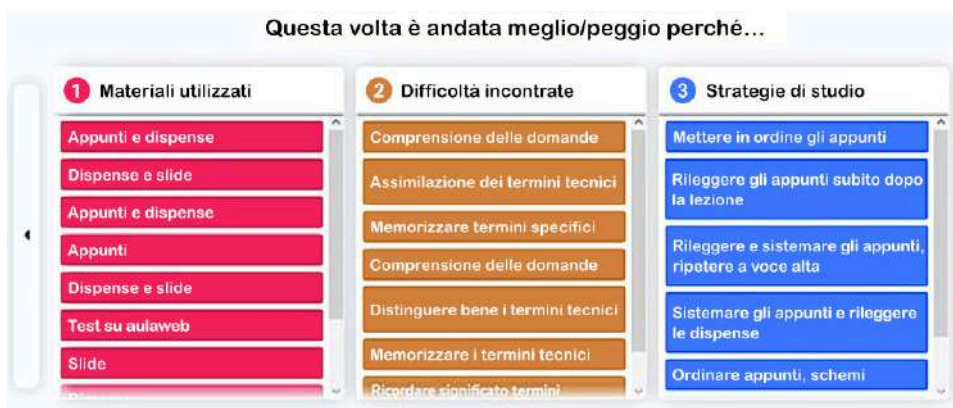 Questa volta è andata meglio/peggio perché...
1 Materiali utilizzati
Appunti e dispense
Dispense e slide
Appunti e dispense
Appunti
Dispense e slide
Test su aulaweb
Slide
2 Difficoltà incontrate
Comprensione delle domande
Assimilazione dei termini tecnici
Memorizzare termini specifici
Comprensione delle domande
Distinguere bene i termini tecnici
Memorizzare i termini tecnici
Ricordare significato termini
3 Strategie di studio
Mettere in ordine gli appunti
Rileggere gli appunti subito dopo
la lezione
Rileggere e sistemare gli appunti,
ripetere a voce alta
Sistemare gli appunti e rileggere
le dispense
Ordinare appunti, schemi